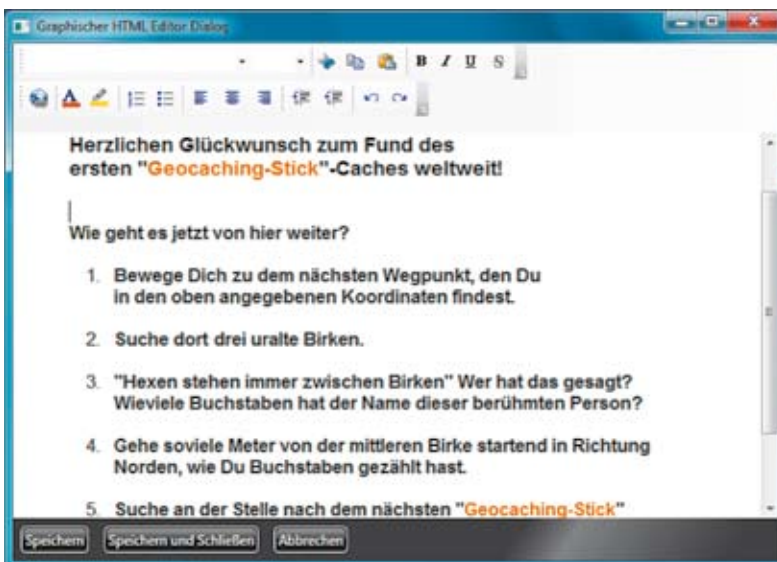 Graphischer HTML Editor Dialog
B I U S
Herzlichen Glückwunsch zum Fund des
ersten "Geocaching-Stick"-Caches weltweit!
Wie geht es jetzt von hier weiter?
1. Bewege Dich zu dem nächsten Wegpunkt, den Du
in den oben angegebenen Koordinaten findest.
2. Suche dort drei uralte Birken.
3. "Hexen stehen immer zwischen Birken" Wer hat das gesagt?
Wieviele Buchstaben hat der Name dieser berühmten Person?
4. Gehe soviele Meter von der mittleren Birke startend in Richtung
Norden, wie Du Buchstaben gezählt hast.
5. Suche an der Stelle nach dem nächsten "Geocaching-Stick"
Speichern Speichern und Schließen Abbrechen